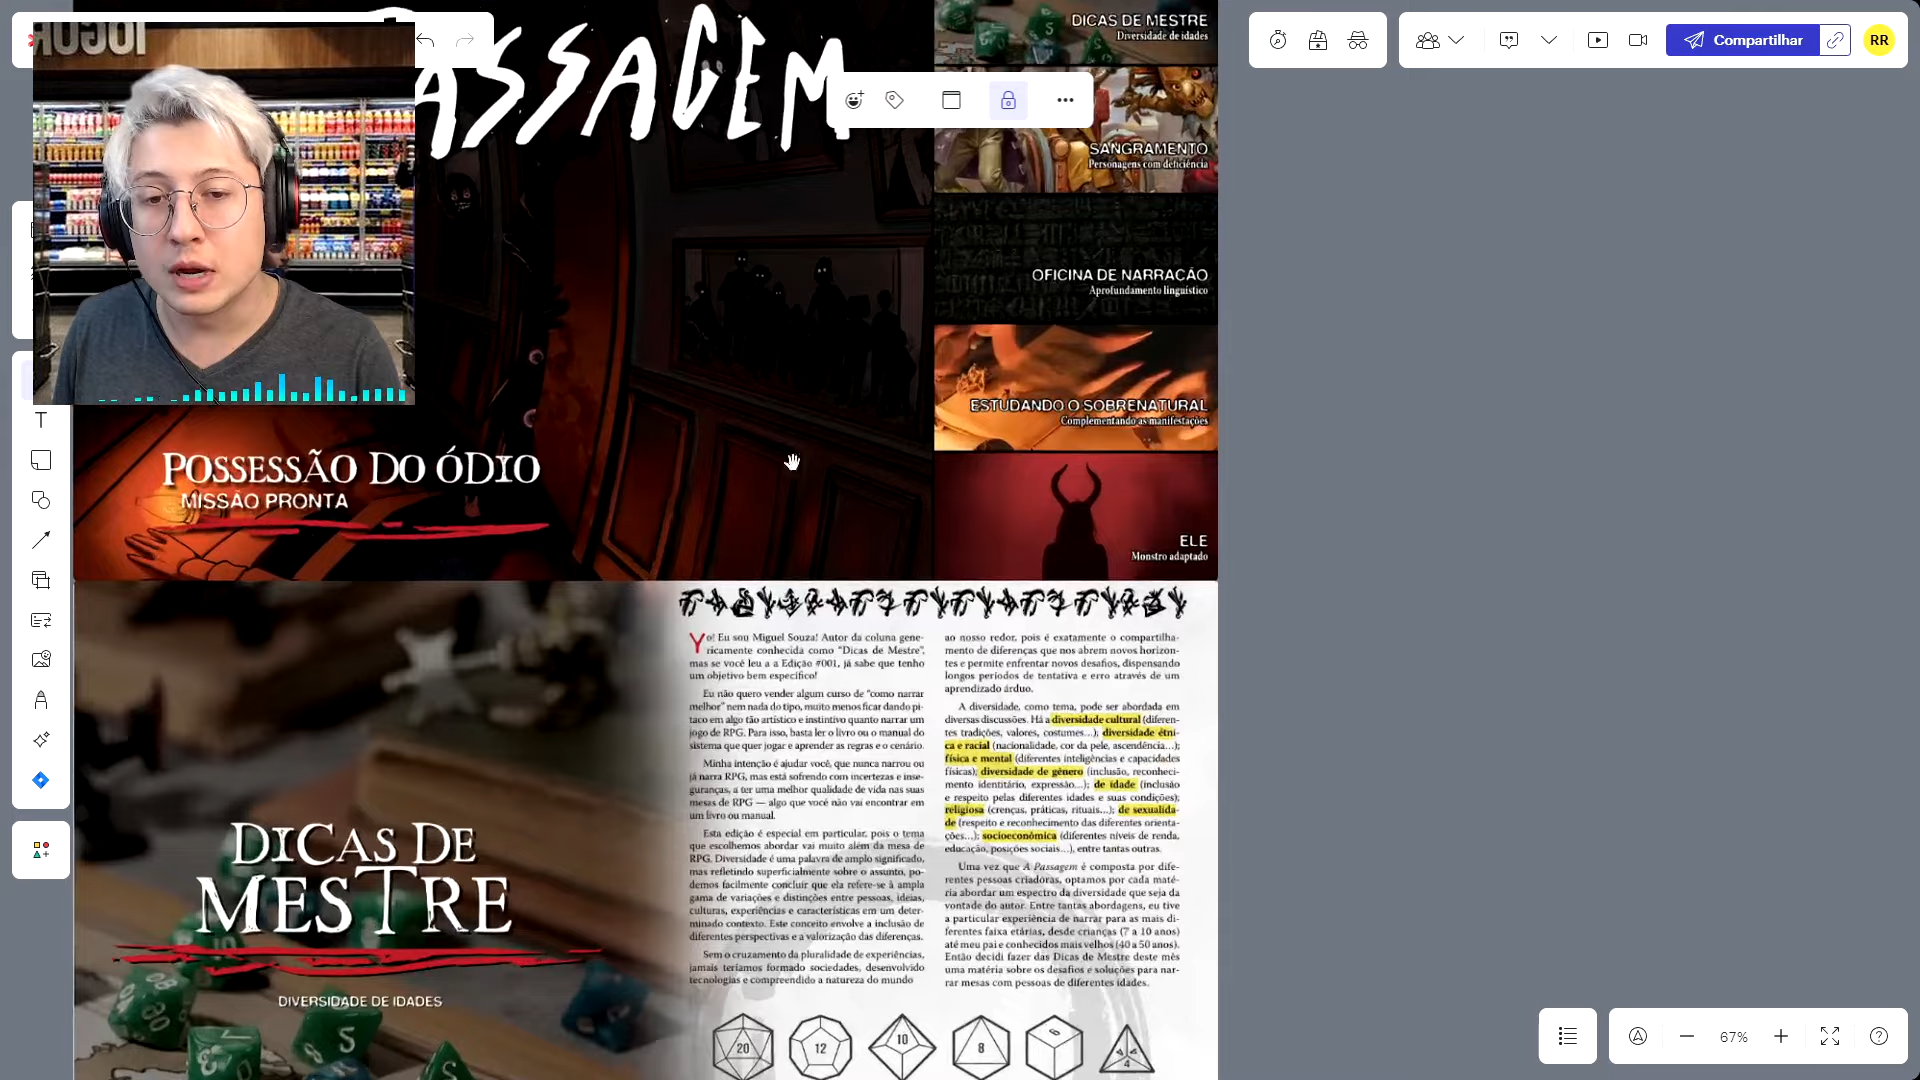 PASSAGEM
DICAS DE MESTRE
Diversidade de idades
Compartilhar
RR
SANGRAMENTO
Personagens com deficiência
OFICINA DE NARRAÇÃO
Aprofundamento linguístico
ESTUDANDO O SOBRENATURAL
Complementando as manifestações
ELE
Monstro adaptado
POSSESSÃO DO ÓDIO
MISSÃO PRONTA
T
DICAS DE
MESTRE
DIVERSIDADE DE IDADES
Yo! Eu sou Miguel Souza! Autor da coluna gene-
ricamente conhecida como “Dicas de Mestre”,
mas se você leu a a Edição #001, já sabe que tenho
um objetivo bem específico!
Eu não quero vender algum curso de “como narrar
melhor” nem nada do tipo, muito menos ficar dando pi-
taco em algo tão artístico e instintivo quanto narrar um
jogo de RPG. Para isso, basta ler o livro ou o manual do
sistema que quer jogar e aprender as regras e o cenário.
Minha intenção é ajudar você, que nunca narrou ou
já narra RPG, mas está sofrendo com incertezas e inse-
guranças, a ter uma melhor qualidade de vida nas suas
mesas de RPG — algo que você não vai encontrar em
um livro ou manual.
Esta edição é especial em particular, pois o tema
que escolhemos abordar vai muito além da mesa de
RPG. Diversidade é uma palavra de amplo significado,
mas refletindo superficialmente sobre o assunto, po-
demos facilmente concluir que ela refere-se à ampla
gama de variações e distinções entre pessoas, ideias,
culturas, experiências e características em um deter-
minado contexto. Este conceito envolve a inclusão de
diferentes perspectivas e a valorização das diferenças.
Sem o cruzamento da pluralidade de experiências,
jamais teríamos formado sociedades, desenvolvido
tecnologias e compreendido a natureza do mundo
ao nosso redor, pois é exatamente o compartilha-
mento de diferenças que nos abrem novos horizon-
tes e permite enfrentar novos desafios, dispensando
longos períodos de tentativa e erro através de um
aprendizado árduo.
A diversidade, como tema, pode ser abordada em
diversas discussões. Há a diversidade cultural (diferen-
tes tradições, valores, costumes...); diversidade étni-
ca e racial (nacionalidade, cor da pele, ascendência...);
física e mental (diferentes inteligências e capacidades
físicas); diversidade de gênero (inclusão, reconheci-
mento identitário, expressão...); de idade (inclusão
e respeito pelas diferentes idades e suas condições);
religiosa (crenças, práticas, rituais...); de sexualida-
de (respeito e reconhecimento das diferentes orienta-
ções...); socioeconômica (diferentes níveis de renda,
educação, posições sociais...), entre tantas outras.
Uma vez que A Passagem é composta por dife-
rentes pessoas criadoras, optamos por cada maté-
ria abordar um espectro da diversidade que seja da
vontade do autor. Entre tantas abordagens, eu tive
a particular experiência de narrar para as mais di-
ferentes faixa etárias, desde crianças (7 a 10 anos)
até meu pai e conhecidos mais velhos (40 a 50 anos).
Então decidi fazer das Dicas de Mestre deste mês
uma matéria sobre os desafios e soluções para nar-
rar mesas com pessoas de diferentes idades.
20
12
10
8
6
4
67%